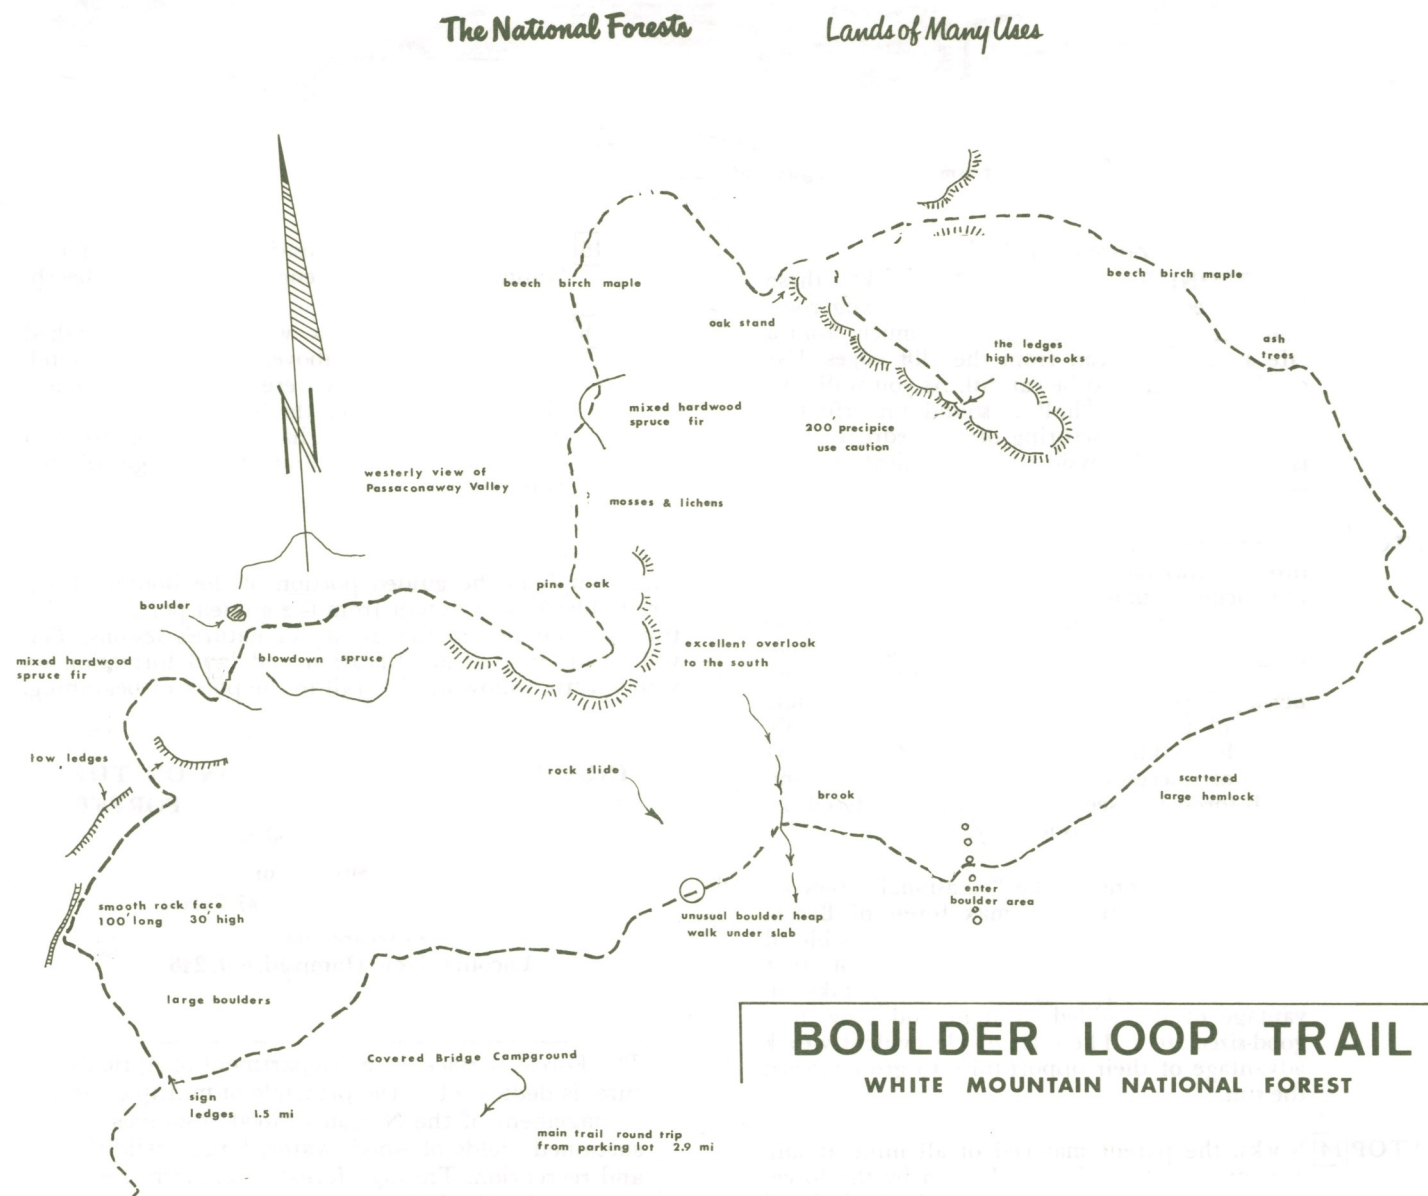 The National Forests Lands of Many Uses
beech birch maple
beech birch maple
oak stand
the ledges
high overlooks
ash
trees
mixed hardwood
spruce fir
200' precipice
use caution
westerly view of
Passaconaway Valley
mosses & lichens
N
pine oak
boulder
blowdown spruce
mixed hardwood
spruce fir
excellent overlook
to the south
low ledges
rock slide
brook
scattered
large hemlock
enter
boulder area
smooth rock face
100' long 30' high
unusual boulder heap
walk under slab
large boulders
BOULDER LOOP TRAIL
WHITE MOUNTAIN NATIONAL FOREST
Covered Bridge Campground
sign
ledges 1.5 mi
main trail round trip
from parking lot 2.9 mi